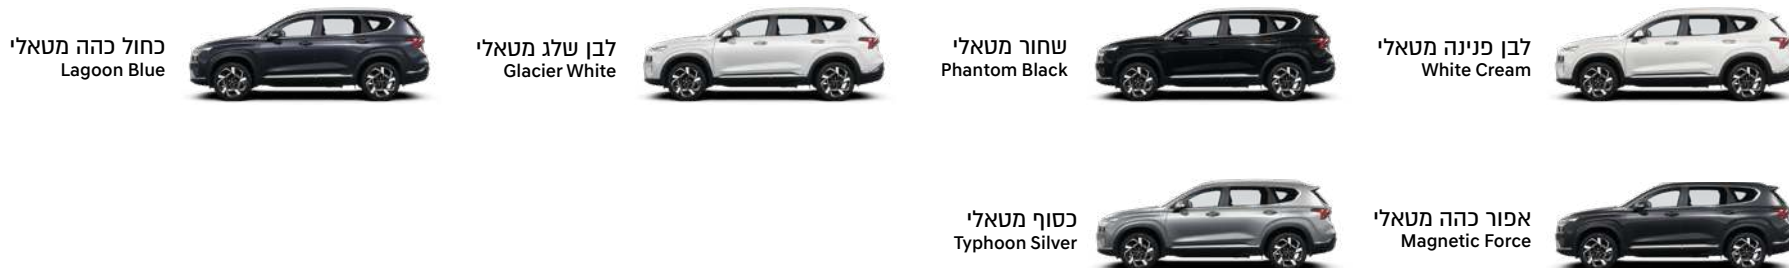 לבן פנינה מטאלי
White Cream
שחור מטאלי
Phantom Black
לבן שלג מטאלי
Glacier White
כחול כהה מטאלי
Lagoon Blue
אפור כהה מטאלי
Magnetic Force
כסוף מטאלי
Typhoon Silver